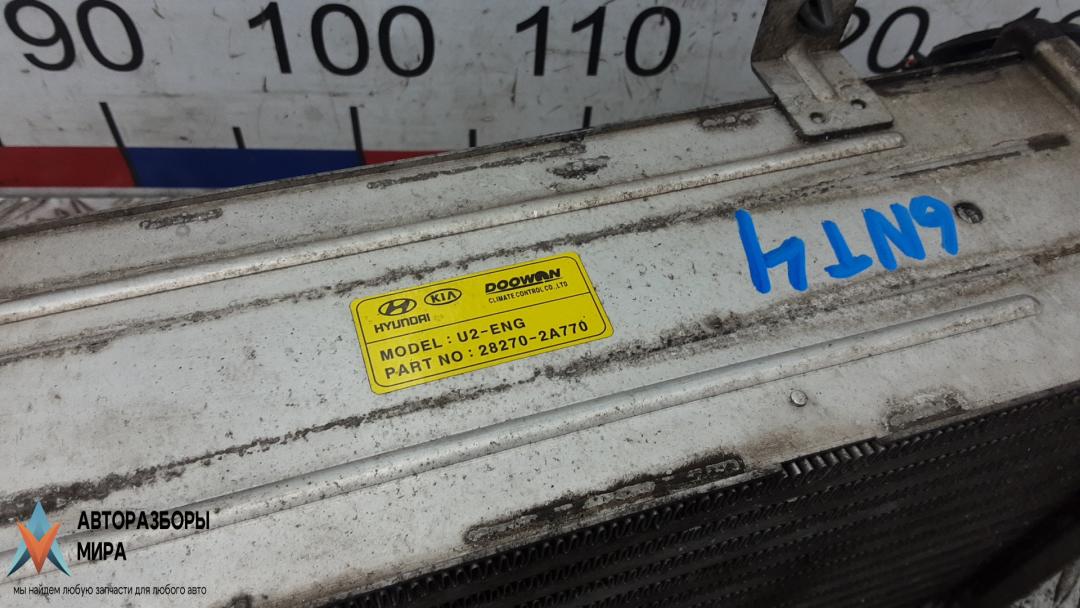 90 100 110 120
HYUNDAI KIA DOOWON
CLIMATE CONTROL CO.,LTD
MODEL : U2-ENG
PART NO : 28270-2A770
6NT4
АВТОРАЗБОРЫ
МИРА
мы найдем любую запчасти для любого авто